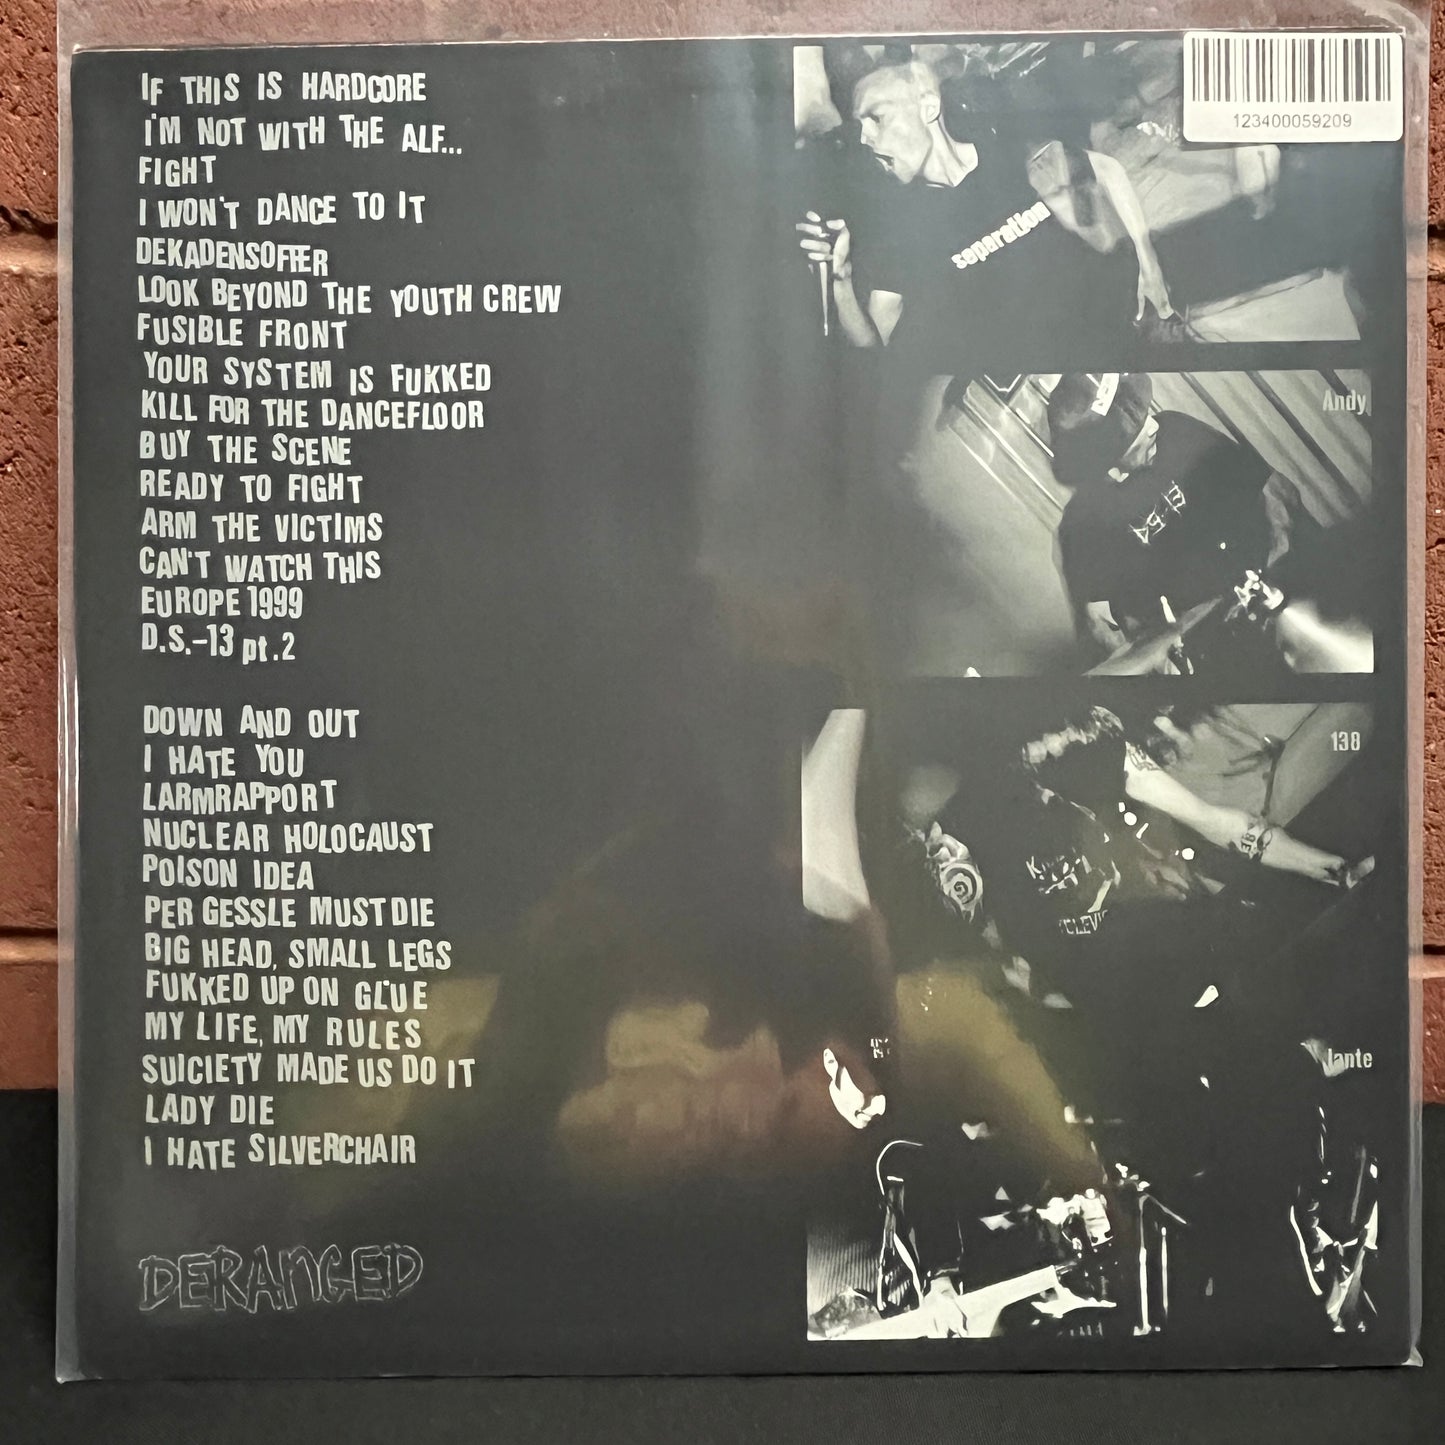 IF THIS IS HARDCORE
I'M NOT WITH THE ALF...
FIGHT
I WON'T DANCE TO IT
DEKADENSOFFER
LOOK BEYOND THE YOUTH CREW
FUSIBLE FRONT
YOUR SYSTEM IS FUKKED
KILL FOR THE DANCEFLOOR
BUY THE SCENE
READY TO FIGHT
ARM THE VICTIMS
CAN'T WATCH THIS
EUROPE 1999
D.S.-13 pt.2
DOWN AND OUT
I HATE YOU
LARMRAPPORT
NUCLEAR HOLOCAUST
POISON IDEA
PER GESSLE MUST DIE
BIG HEAD, SMALL LEGS
FUKKED UP ON GLUE
MY LIFE, MY RULES
SUICIETY MADE US DO IT
LADY DIE
I HATE SILVERCHAIR
DERANGED
123400059209
separation
Andy
138
Jante